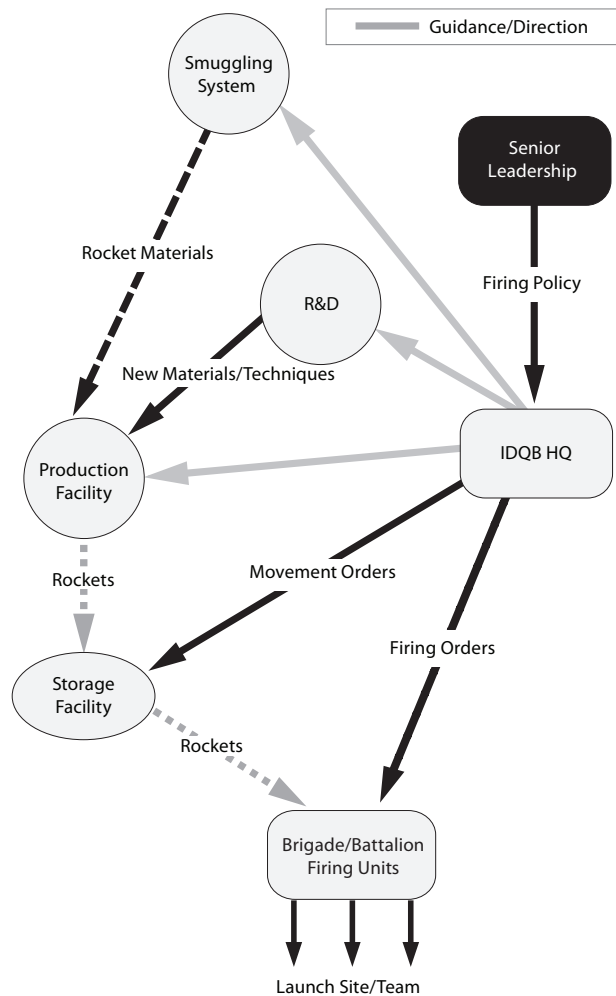 Guidance/Direction
Smuggling
System
Senior
Leadership
Rocket Materials
Firing Policy
R&D
New Materials/Techniques
IDQB HQ
Production
Facility
Movement Orders
Rockets
Firing Orders
Storage
Facility
Rockets
Brigade/Battalion
Firing Units
Launch Site/Team